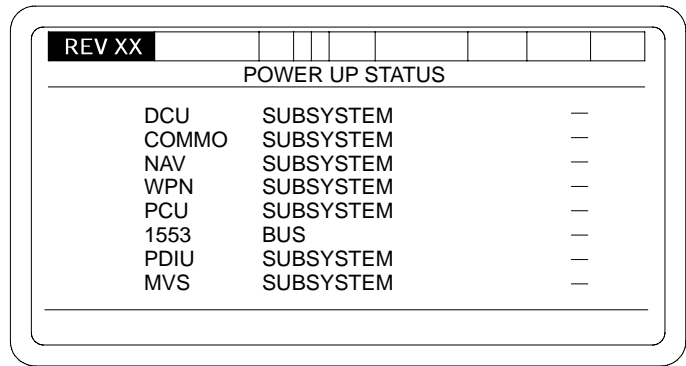 REV XX
POWER UP STATUS
DCU SUBSYSTEM —
COMMO SUBSYSTEM —
NAV SUBSYSTEM —
WPN SUBSYSTEM —
PCU SUBSYSTEM —
1553 BUS —
PDIU SUBSYSTEM —
MVS SUBSYSTEM —